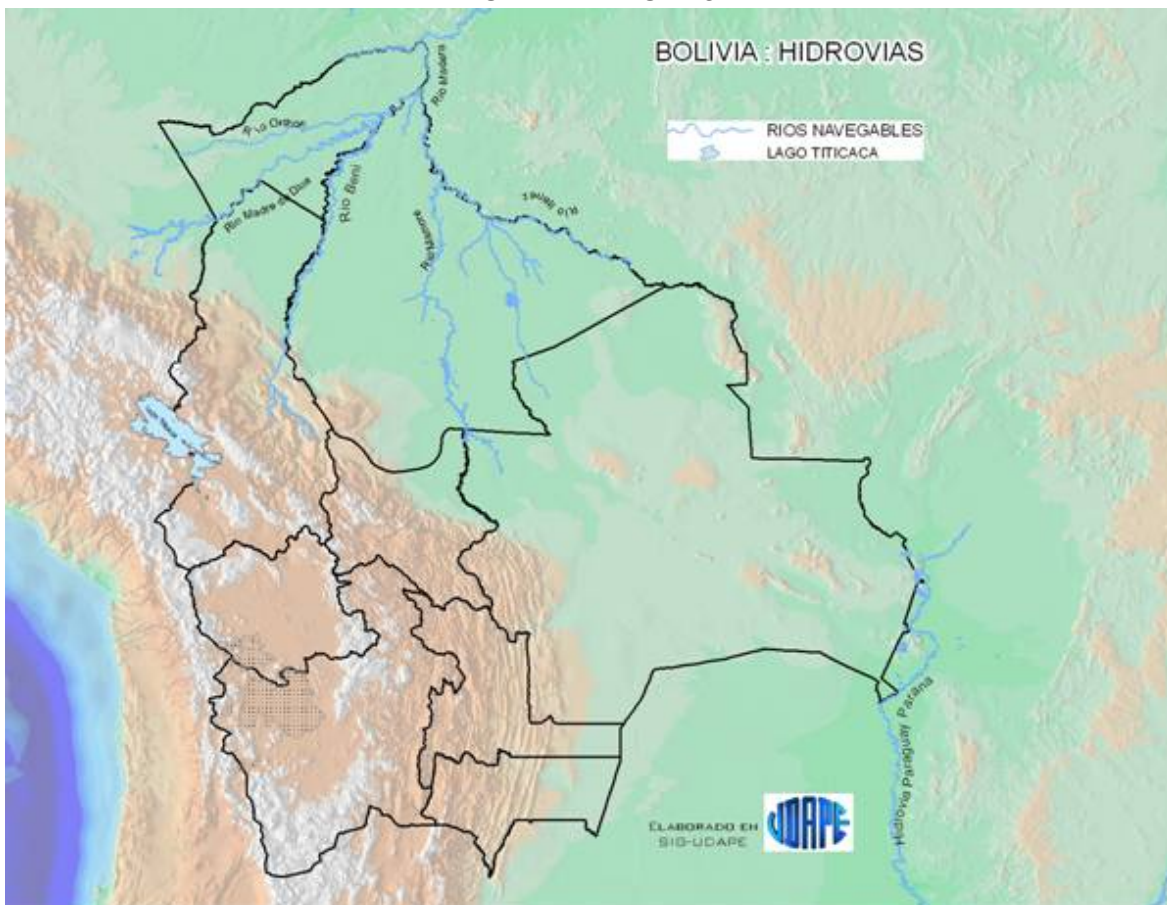 BOLIVIA : HIDROVIAS
RIOS NAVEGABLES
LAGO TITICACA
Rio Madera
Rio Orthon
Rio Madre de Dios
Rio Beni
Rio Mamore
Rio Itenez
Hidrovia Paraguay Parana
ELABORADO EN
SIG-UDAPE
UDAPE